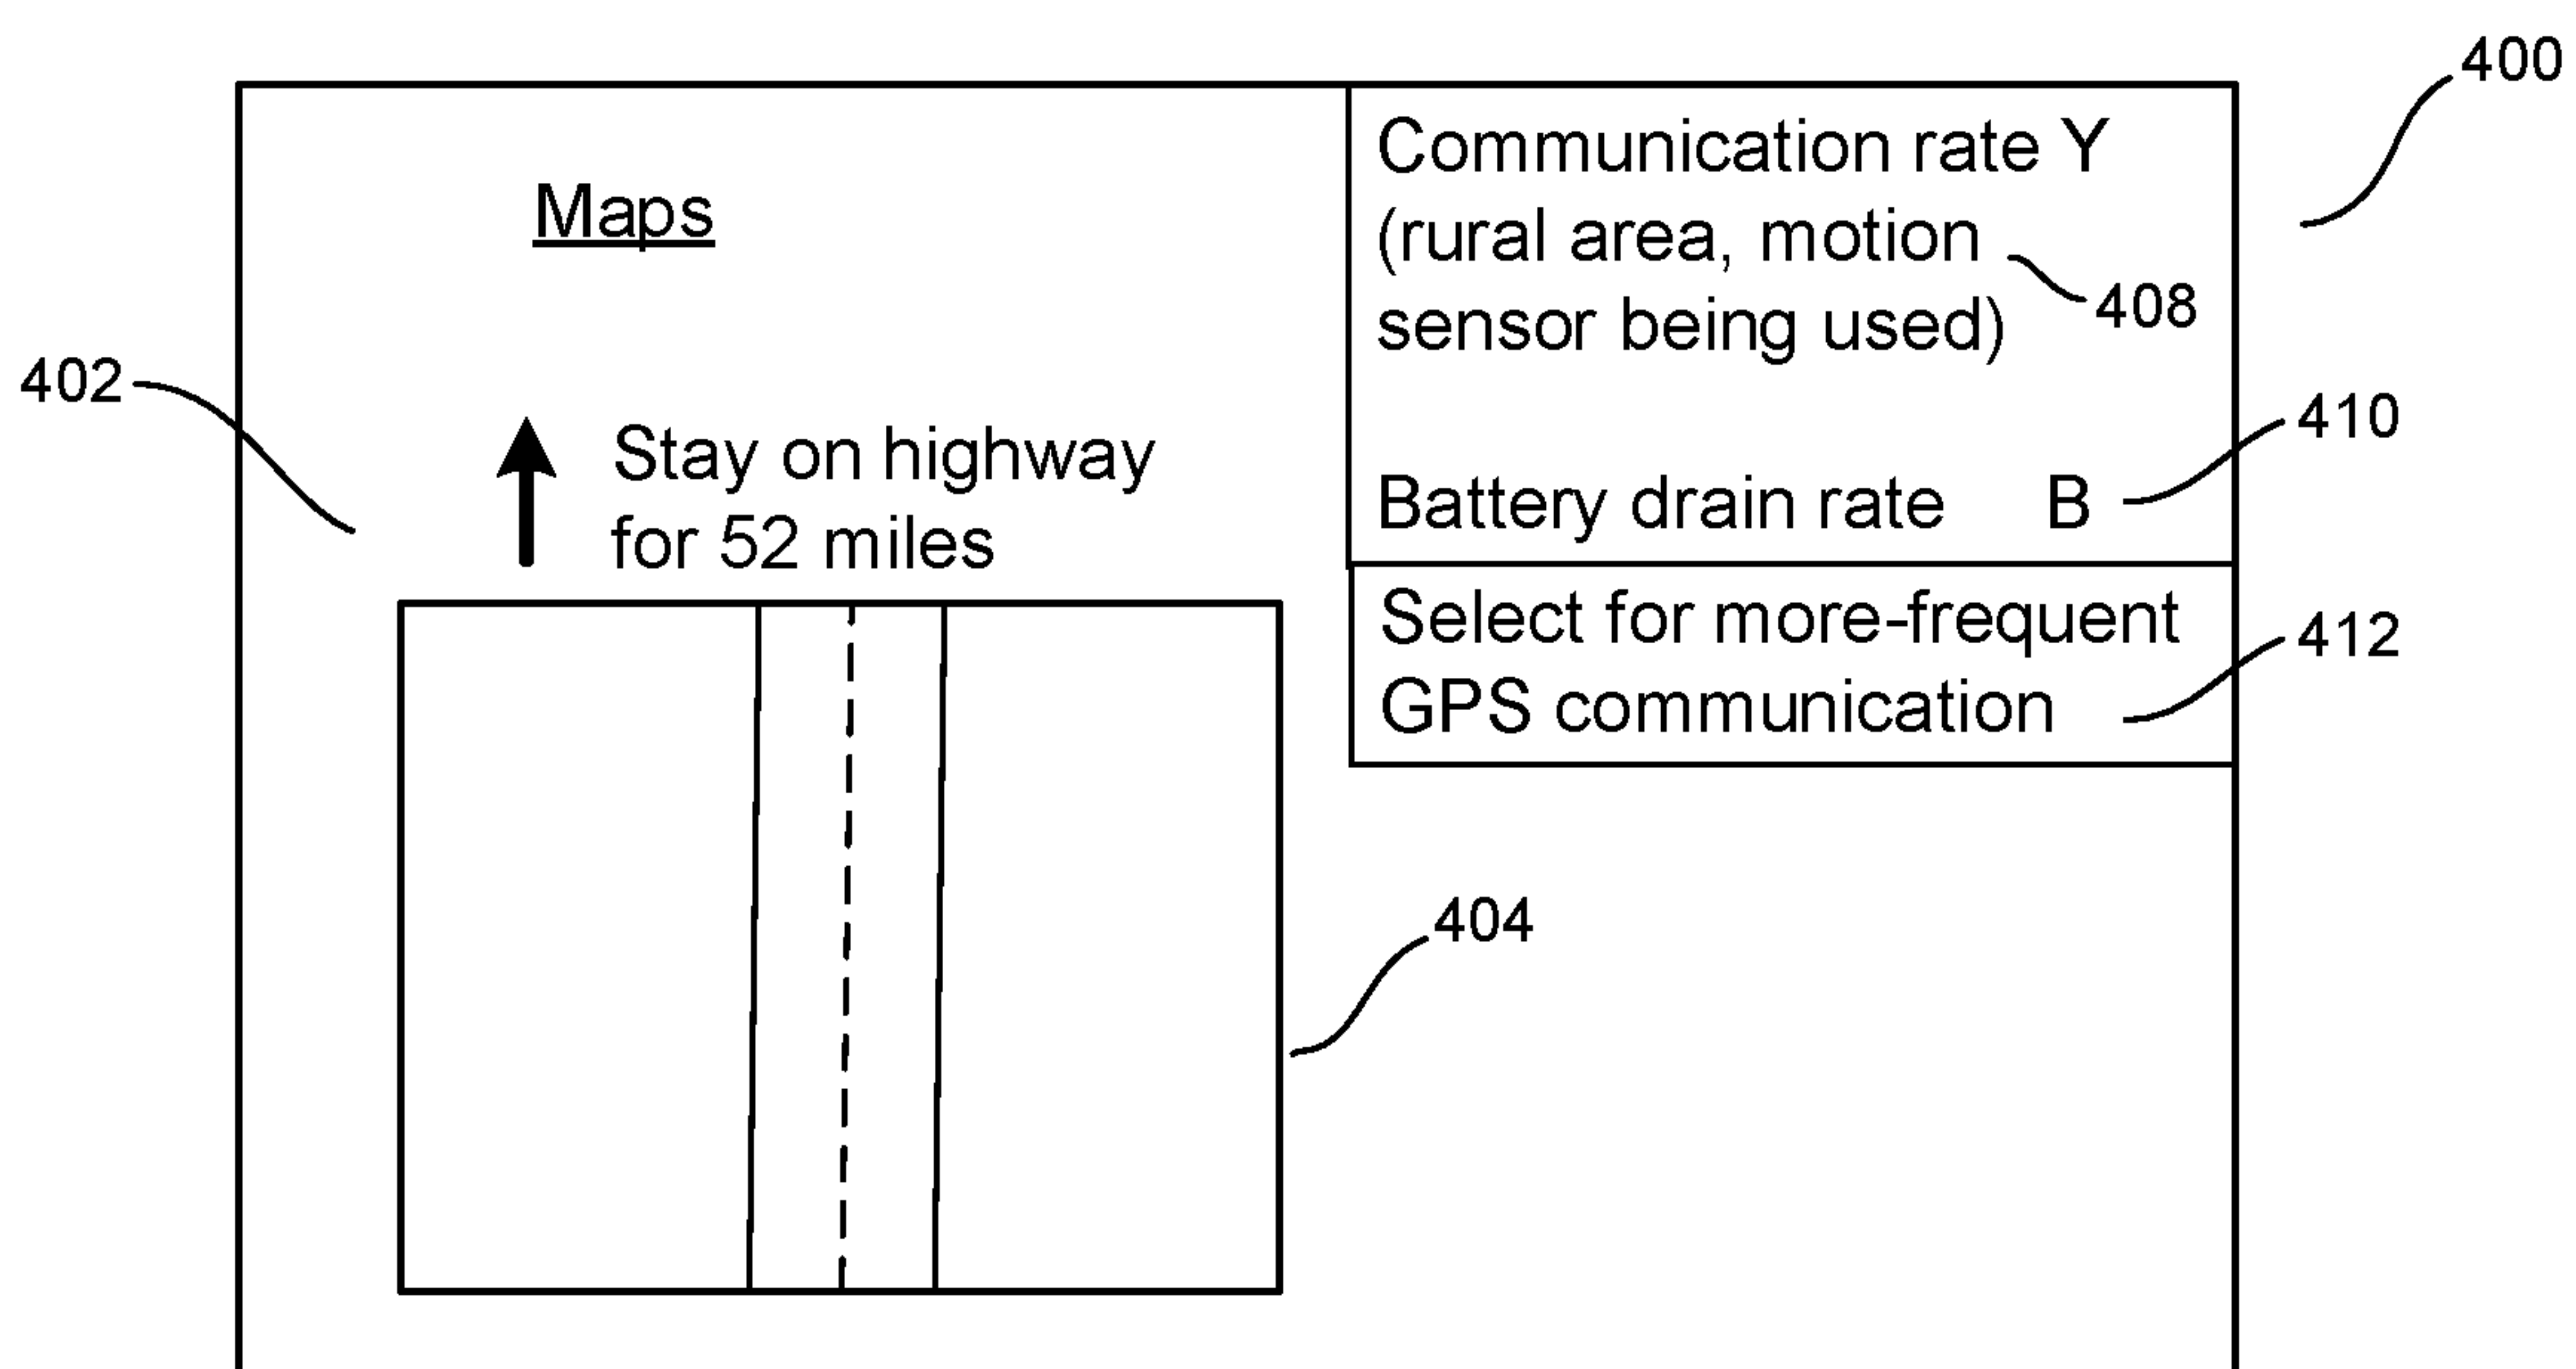 400
Maps
Communication rate Y
(rural area, motion
sensor being used)
408
402
Stay on highway
for 52 miles
410
Battery drain rate B
Select for more-frequent
GPS communication
412
404